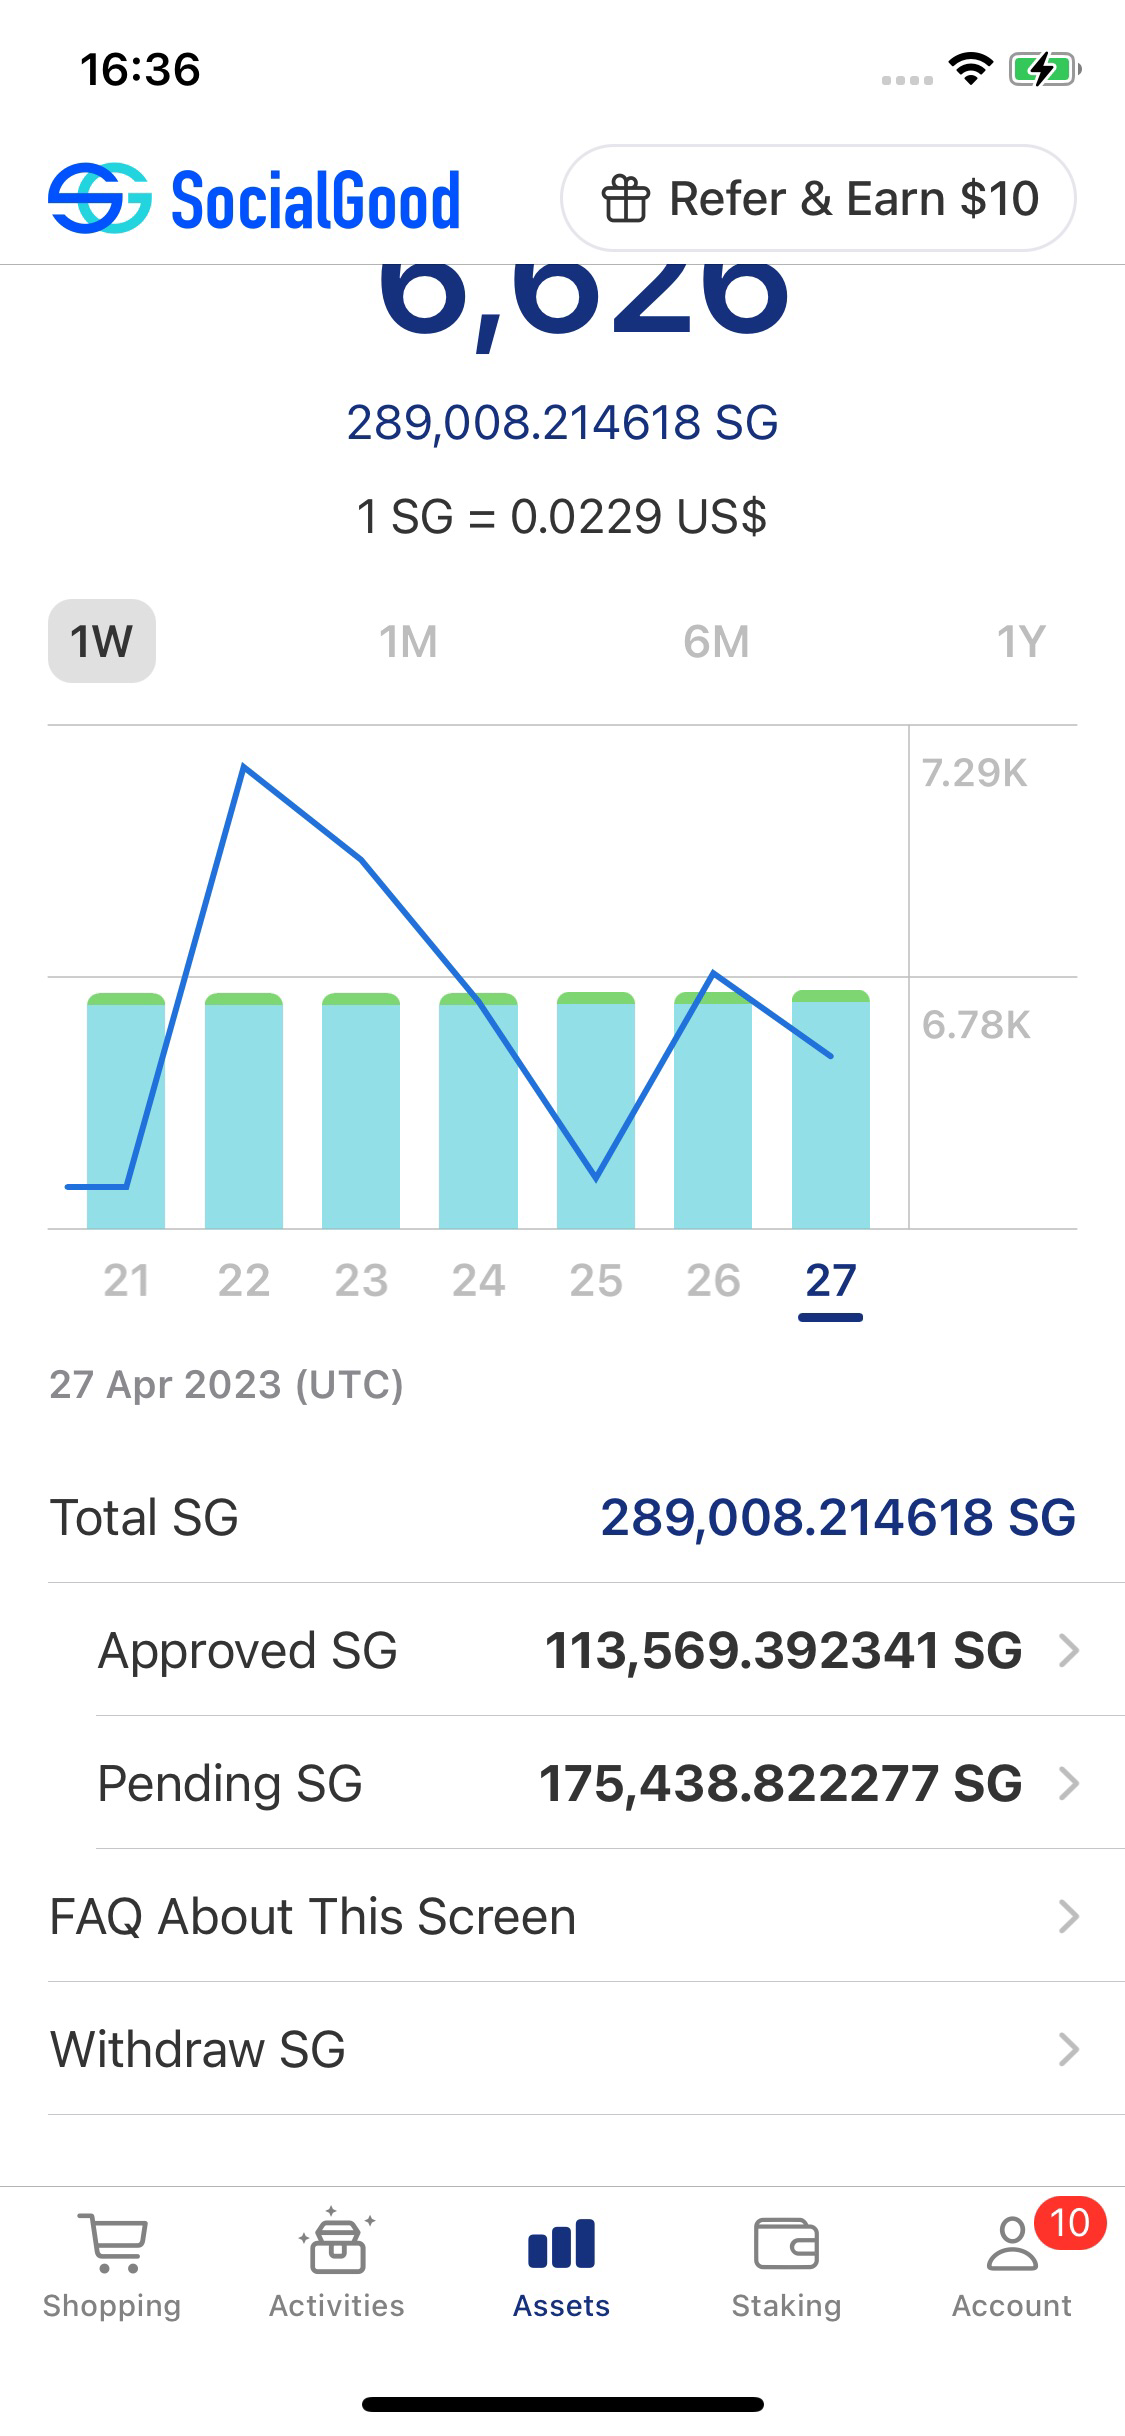 16:36
SG SocialGood
Refer & Earn $10
6,626
289,008.214618 SG
1 SG = 0.0229 US$
1W 1M 6M 1Y
7.29K
6.78K
21 22 23 24 25 26 27
27 Apr 2023 (UTC)
Total SG 289,008.214618 SG
Approved SG 113,569.392341 SG
Pending SG 175,438.822277 SG
FAQ About This Screen
Withdraw SG
10
Shopping Activities Assets Staking Account